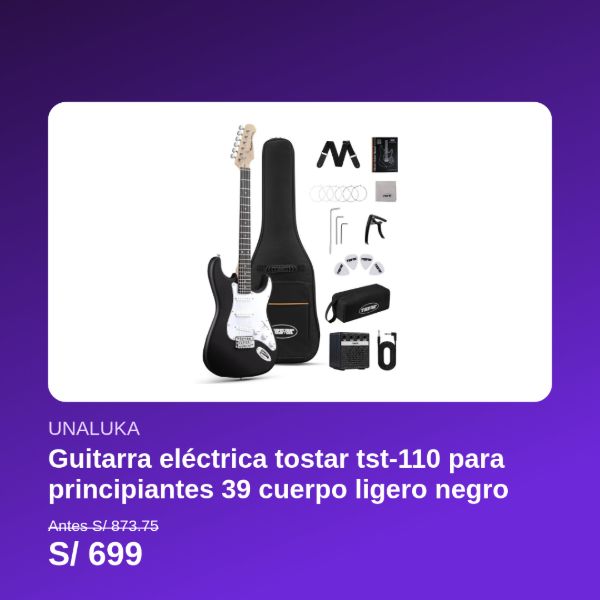 UNALUKA
Guitarra eléctrica tostar tst-110 para
principiantes 39 cuerpo ligero negro
Antes S/ 873.75
S/ 699